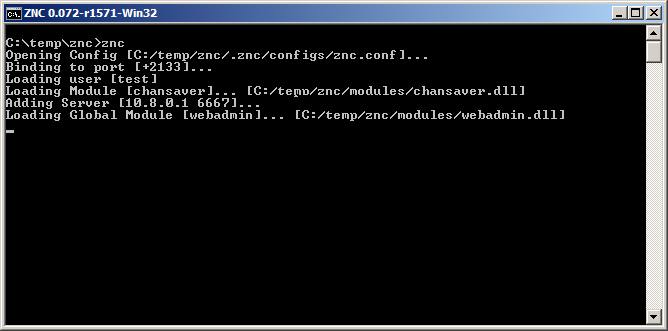 ZNC 0.072-r1571-Win32
C:\temp\znc>znc
Opening Config [C:/temp/znc/.znc/configs/znc.conf]...
Binding to port [+2133]...
Loading user [test]
Loading Module [chansaver]... [C:/temp/znc/modules/chansaver.dll]
Adding Server [10.8.0.1 6667]...
Loading Global Module [webadmin]... [C:/temp/znc/modules/webadmin.dll]